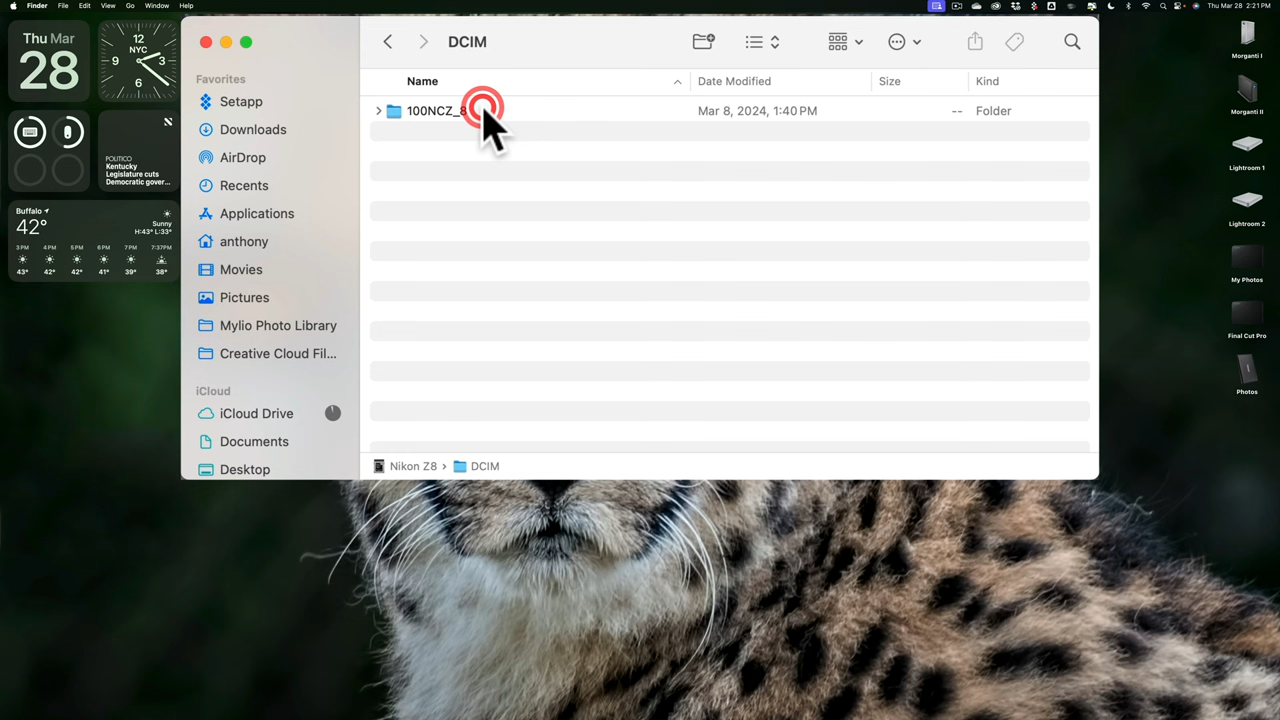 Finder File Edit View Go Window Help
Thu Mar 28 2:21 PM
Thu Mar
28
12
NYC
9 3
6
POLITICO
Kentucky
Legislature cuts
Democratic gover...
Buffalo
42°
Sunny
H:43° L:33°
3PM 4PM 5PM 6PM 7PM 7:37PM
43° 42° 42° 41° 39° 38°
DCIM
Favorites
Setapp
Downloads
AirDrop
Recents
Applications
anthony
Movies
Pictures
Mylio Photo Library
Creative Cloud Fil...
iCloud
iCloud Drive
Documents
Desktop
Name Date Modified Size Kind
100NCZ_8 Mar 8, 2024, 1:40 PM -- Folder
Nikon Z8 › DCIM
Morganti I
Morganti II
Lightroom 1
Lightroom 2
My Photos
Final Cut Pro
Photos